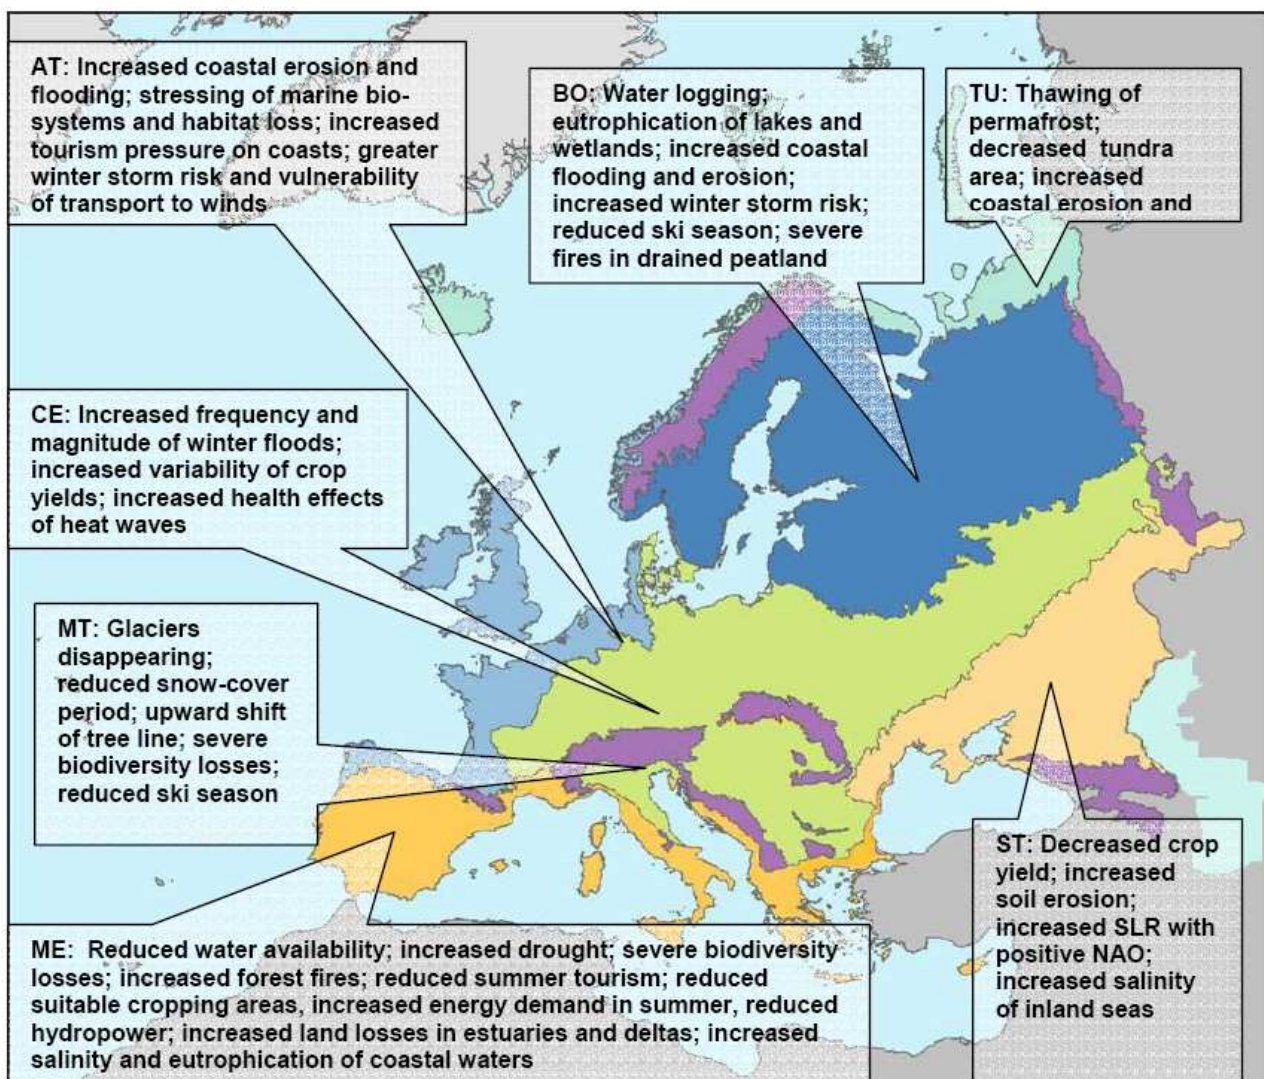 AT: Increased coastal erosion and
flooding; stressing of marine bio-
systems and habitat loss; increased
tourism pressure on coasts; greater
winter storm risk and vulnerability
of transport to winds
BO: Water logging;
eutrophication of lakes and
wetlands; increased coastal
flooding and erosion;
increased winter storm risk;
reduced ski season; severe
fires in drained peatland
TU: Thawing of
permafrost;
decreased tundra
area; increased
coastal erosion and
CE: Increased frequency and
magnitude of winter floods;
increased variability of crop
yields; increased health effects
of heat waves
MT: Glaciers
disappearing;
reduced snow-cover
period; upward shift
of tree line; severe
biodiversity losses;
reduced ski season
ST: Decreased crop
yield; increased
soil erosion;
increased SLR with
positive NAO;
increased salinity
of inland seas
ME: Reduced water availability; increased drought; severe biodiversity
losses; increased forest fires; reduced summer tourism; reduced
suitable cropping areas, increased energy demand in summer, reduced
hydropower; increased land losses in estuaries and deltas; increased
salinity and eutrophication of coastal waters